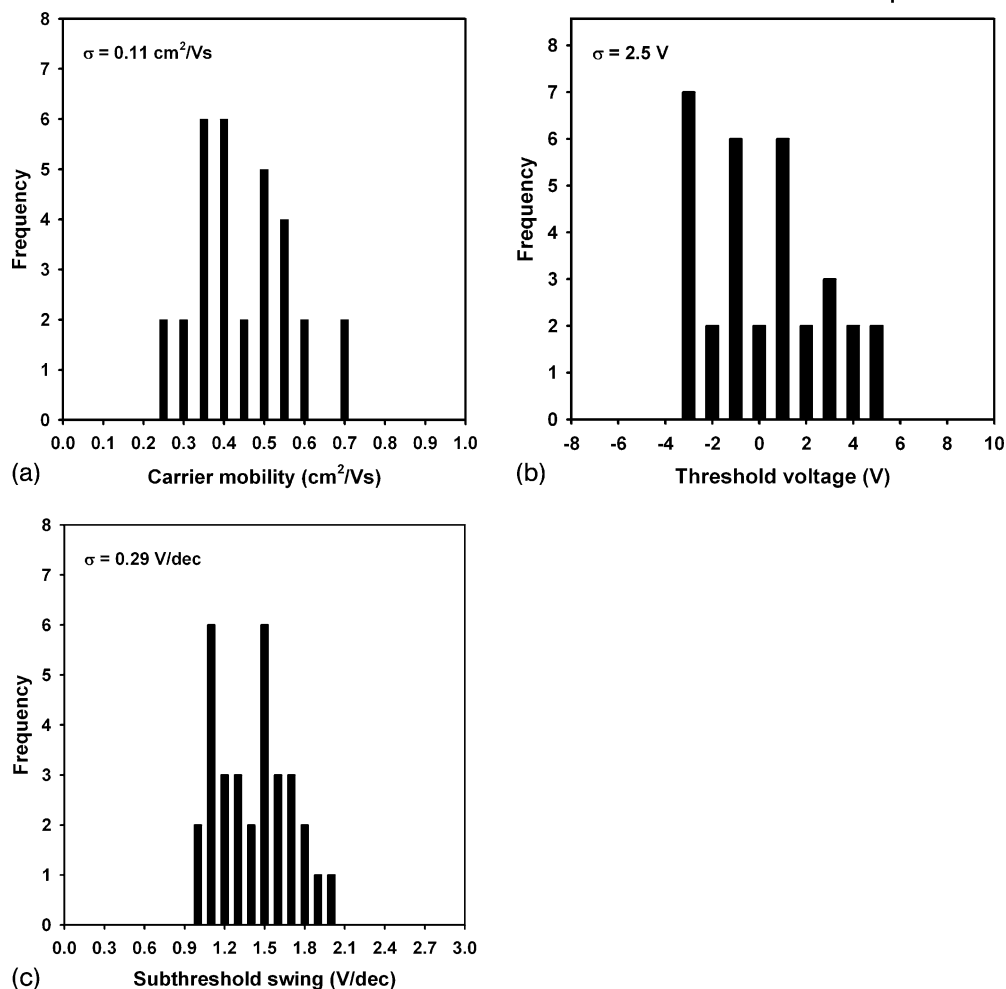 8
7
6
5
4
3
2
1
0
Frequency
σ = 0.11 cm²/Vs
0.0 0.1 0.2 0.3 0.4 0.5 0.6 0.7 0.8 0.9 1.0
(a) Carrier mobility (cm²/Vs)
8
7
6
5
4
3
2
1
0
Frequency
σ = 2.5 V
-8 -6 -4 -2 0 2 4 6 8 10
(b) Threshold voltage (V)
8
7
6
5
4
3
2
1
0
Frequency
σ = 0.29 V/dec
0.0 0.3 0.6 0.9 1.2 1.5 1.8 2.1 2.4 2.7 3.0
(c) Subthreshold swing (V/dec)